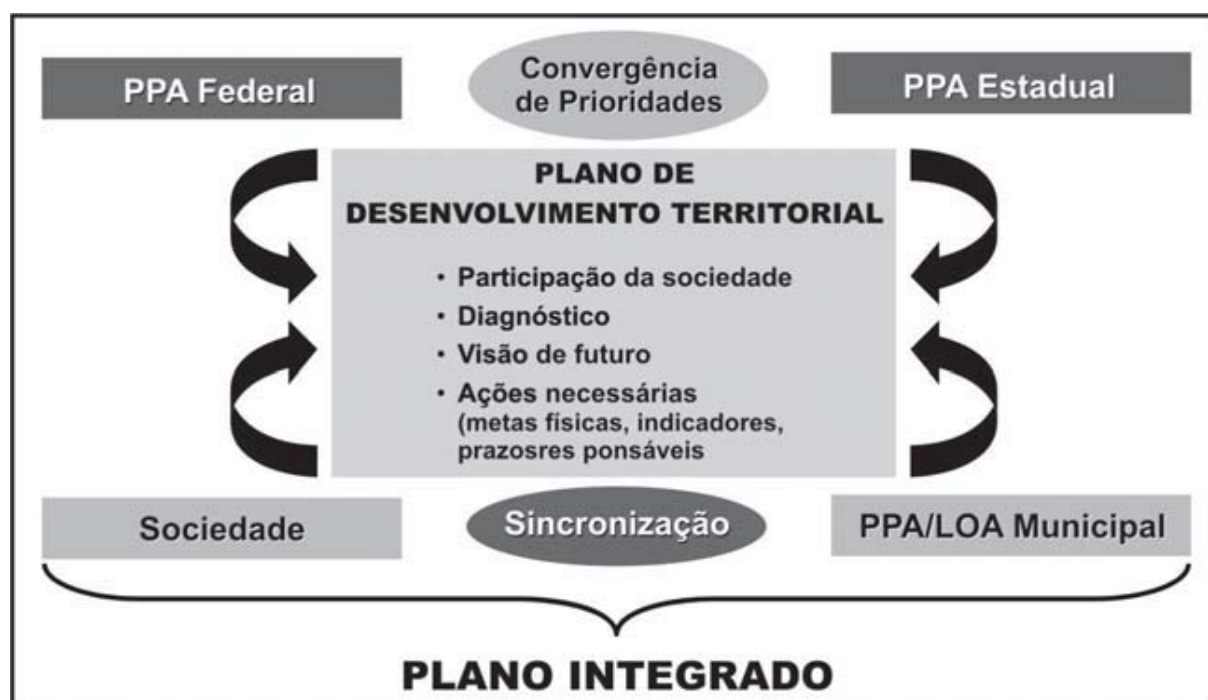 PPA Federal
Convergência
de Prioridades
PPA Estadual
PLANO DE
DESENVOLVIMENTO TERRITORIAL
• Participação da sociedade
• Diagnóstico
• Visão de futuro
• Ações necessárias
(metas físicas, indicadores,
prazosres ponsáveis
Sociedade
Sincronização
PPA/LOA Municipal
PLANO INTEGRADO